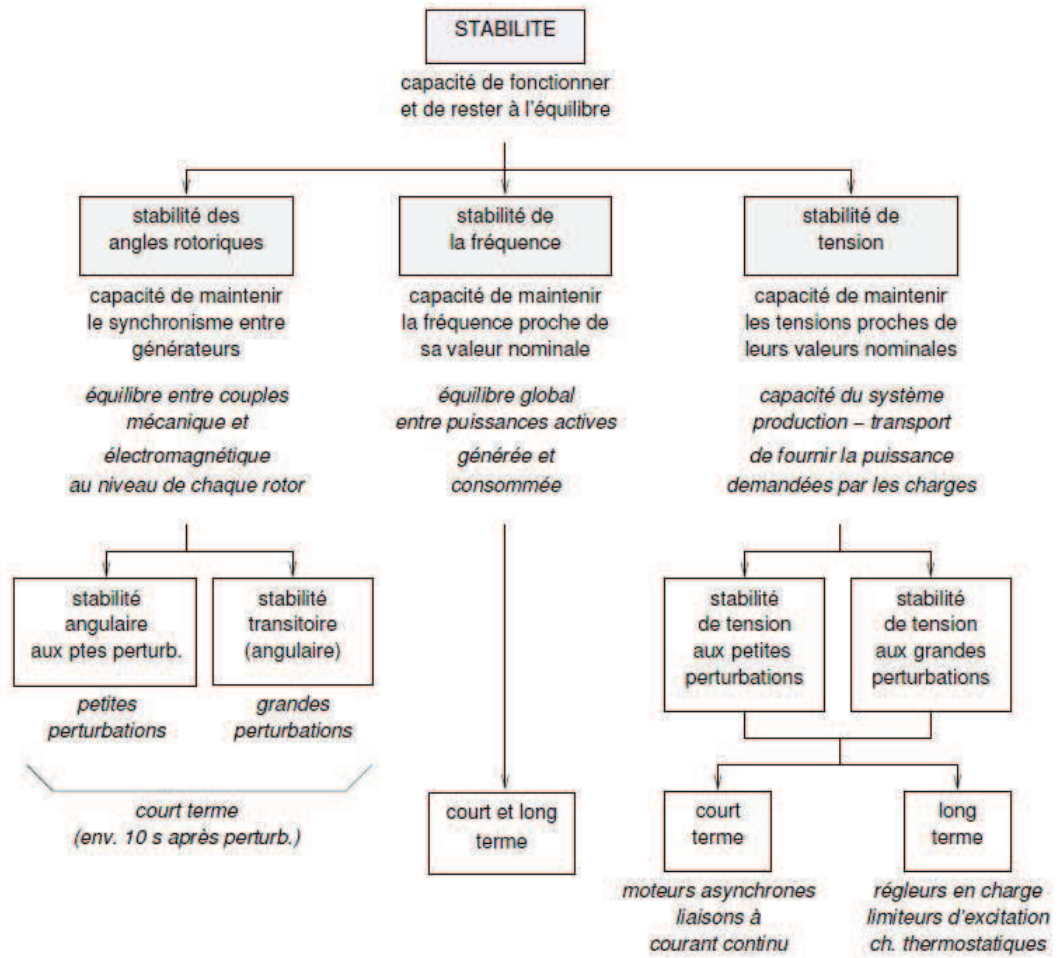 STABILITE
capacité de fonctionner
et de rester à l'équilibre
stabilité des
angles rotoriques
capacité de maintenir
le synchronisme entre
générateurs
équilibre entre couples
mécanique et
électromagnétique
au niveau de chaque rotor
stabilité de
la fréquence
capacité de maintenir
la fréquence proche de
sa valeur nominale
équilibre global
entre puissances actives
générée et
consommée
stabilité de
tension
capacité de maintenir
les tensions proches de
leurs valeurs nominales
capacité du système
production – transport
de fournir la puissance
demandées par les charges
stabilité
angulaire
aux ptes perturb.
petites
perturbations
stabilité
transitoire
(angulaire)
grandes
perturbations
court terme
(env. 10 s après perturb.)
court et long
terme
stabilité
de tension
aux petites
perturbations
stabilité
de tension
aux grandes
perturbations
court
terme
moteurs asynchrones
liaisons à
courant continu
long
terme
régleurs en charge
limiteurs d'excitation
ch. thermostatiques